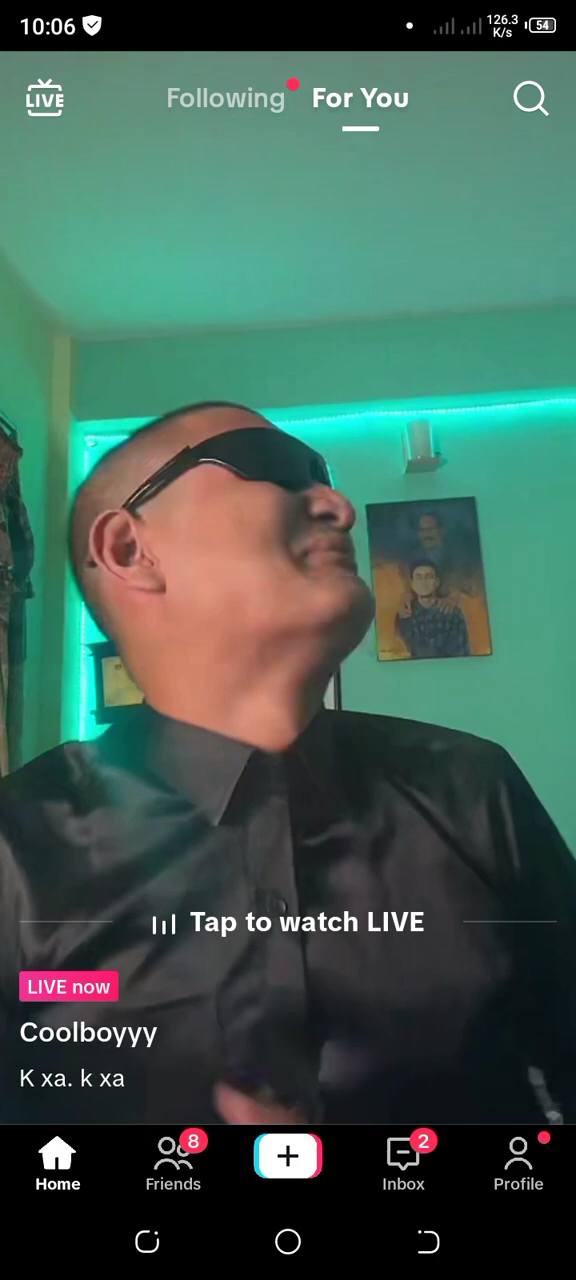 10:06
126.3
K/s
54
LIVE
Following
For You
Tap to watch LIVE
LIVE now
Coolboyyy
K xa. k xa
8
2
Home
Friends
Inbox
Profile